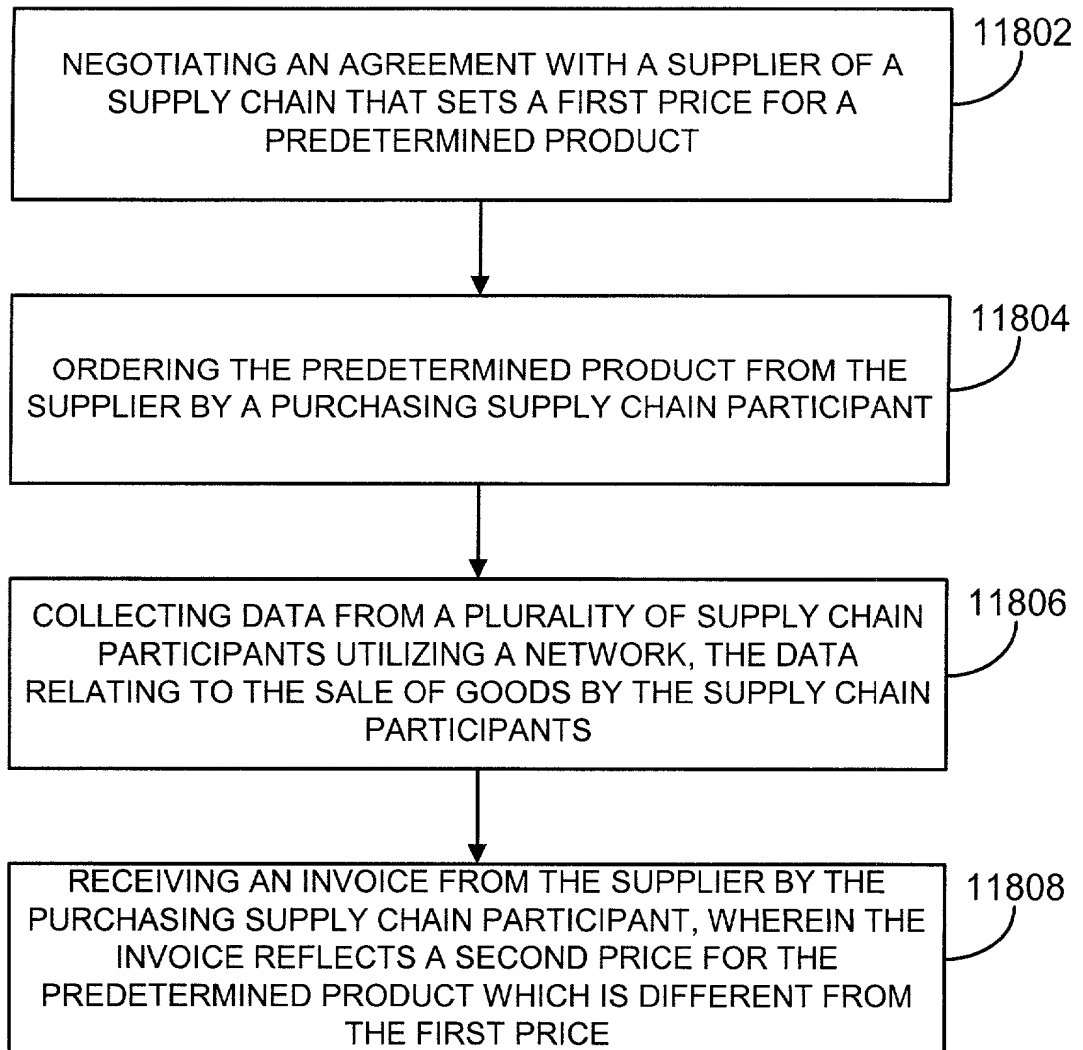 11802
NEGOTIATING AN AGREEMENT WITH A SUPPLIER OF A
SUPPLY CHAIN THAT SETS A FIRST PRICE FOR A
PREDETERMINED PRODUCT
11804
ORDERING THE PREDETERMINED PRODUCT FROM THE
SUPPLIER BY A PURCHASING SUPPLY CHAIN PARTICIPANT
11806
COLLECTING DATA FROM A PLURALITY OF SUPPLY CHAIN
PARTICIPANTS UTILIZING A NETWORK, THE DATA
RELATING TO THE SALE OF GOODS BY THE SUPPLY CHAIN
PARTICIPANTS
11808
RECEIVING AN INVOICE FROM THE SUPPLIER BY THE
PURCHASING SUPPLY CHAIN PARTICIPANT, WHEREIN THE
INVOICE REFLECTS A SECOND PRICE FOR THE
PREDETERMINED PRODUCT WHICH IS DIFFERENT FROM
THE FIRST PRICE